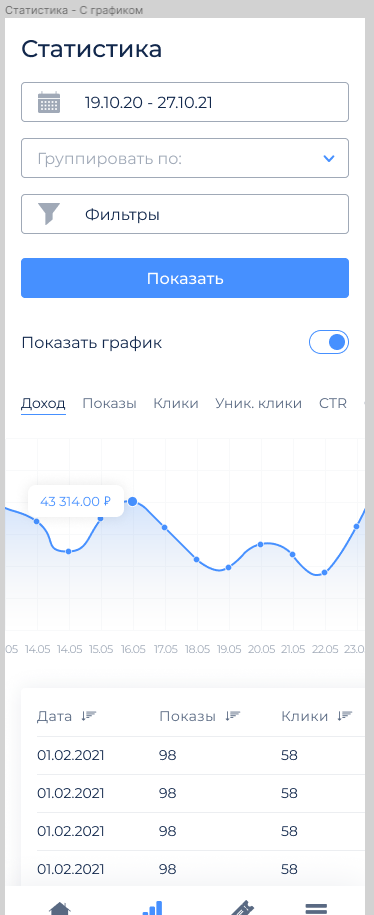 Статистика - С графиком
Статистика
19.10.20 - 27.10.21
Группировать по:
Фильтры
Показать
Показать график
Доход Показы Клики Уник. клики CTR
43 314.00 ₽
05 14.05 14.05 15.05 16.05 17.05 18.05 19.05 20.05 21.05 22.05 23.0
Дата Показы Клики
01.02.2021 98 58
01.02.2021 98 58
01.02.2021 98 58
01.02.2021 98 58